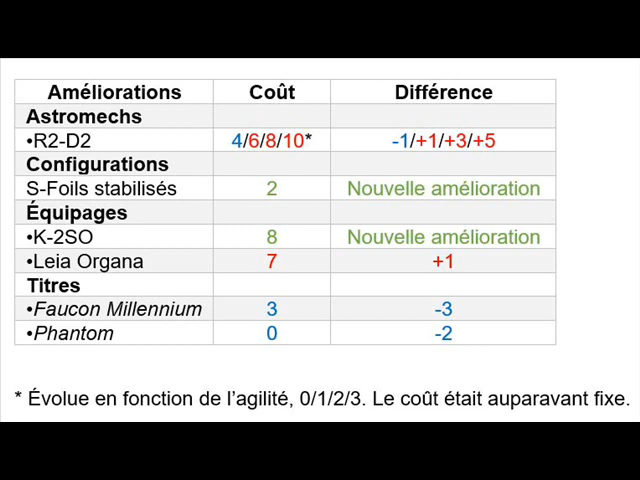 Améliorations Coût Différence
Astromechs
•R2-D2 4/6/8/10* -1/+1/+3/+5
Configurations
S-Foils stabilisés 2 Nouvelle amélioration
Équipages
•K-2SO 8 Nouvelle amélioration
•Leia Organa 7 +1
Titres
•Faucon Millennium 3 -3
•Phantom 0 -2
* Évolue en fonction de l’agilité, 0/1/2/3. Le coût était auparavant fixe.